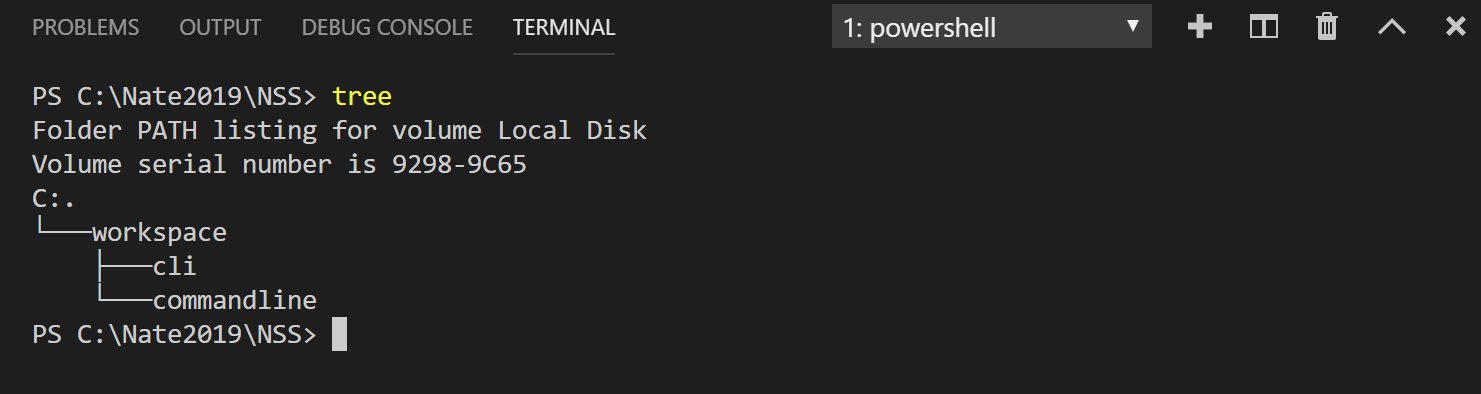 PROBLEMS OUTPUT DEBUG CONSOLE TERMINAL 1: powershell
PS C:\Nate2019\NSS> tree
Folder PATH listing for volume Local Disk
Volume serial number is 9298-9C65
C:.
└───workspace
    ├───cli
    └───commandline
PS C:\Nate2019\NSS>